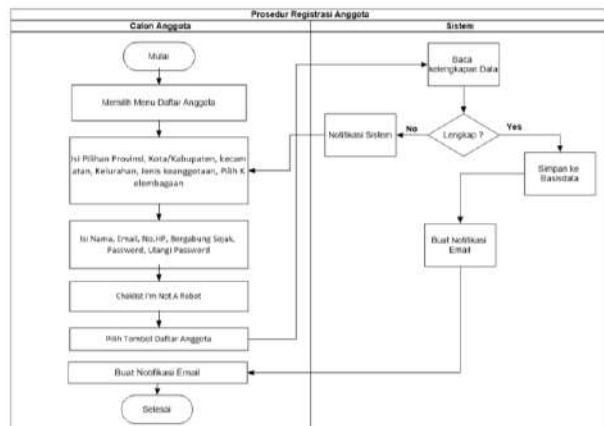 Prosedur Registrasi Anggota
Calon Anggota
Sistem
Mulai
Memilih Menu Daftar Anggota
Isi Pilihan Provinsi, Kota/Kabupaten, kecam
atan, Kelurahan, Jenis keanggotaan, Pilih K
elembagaan
Isi Nama, Email, No.HP, Bergabung Sejak,
Password, Ulangi Password
Cheklist I'm Not A Robot
Pilih Tombol Daftar Anggota
Buat Notifikasi Email
Selesai
Baca
kelengkapan Data
Lengkap ?
No
Yes
Notifikasi Sistem
Simpan ke
Basisdata
Buat Notifikasi
Email